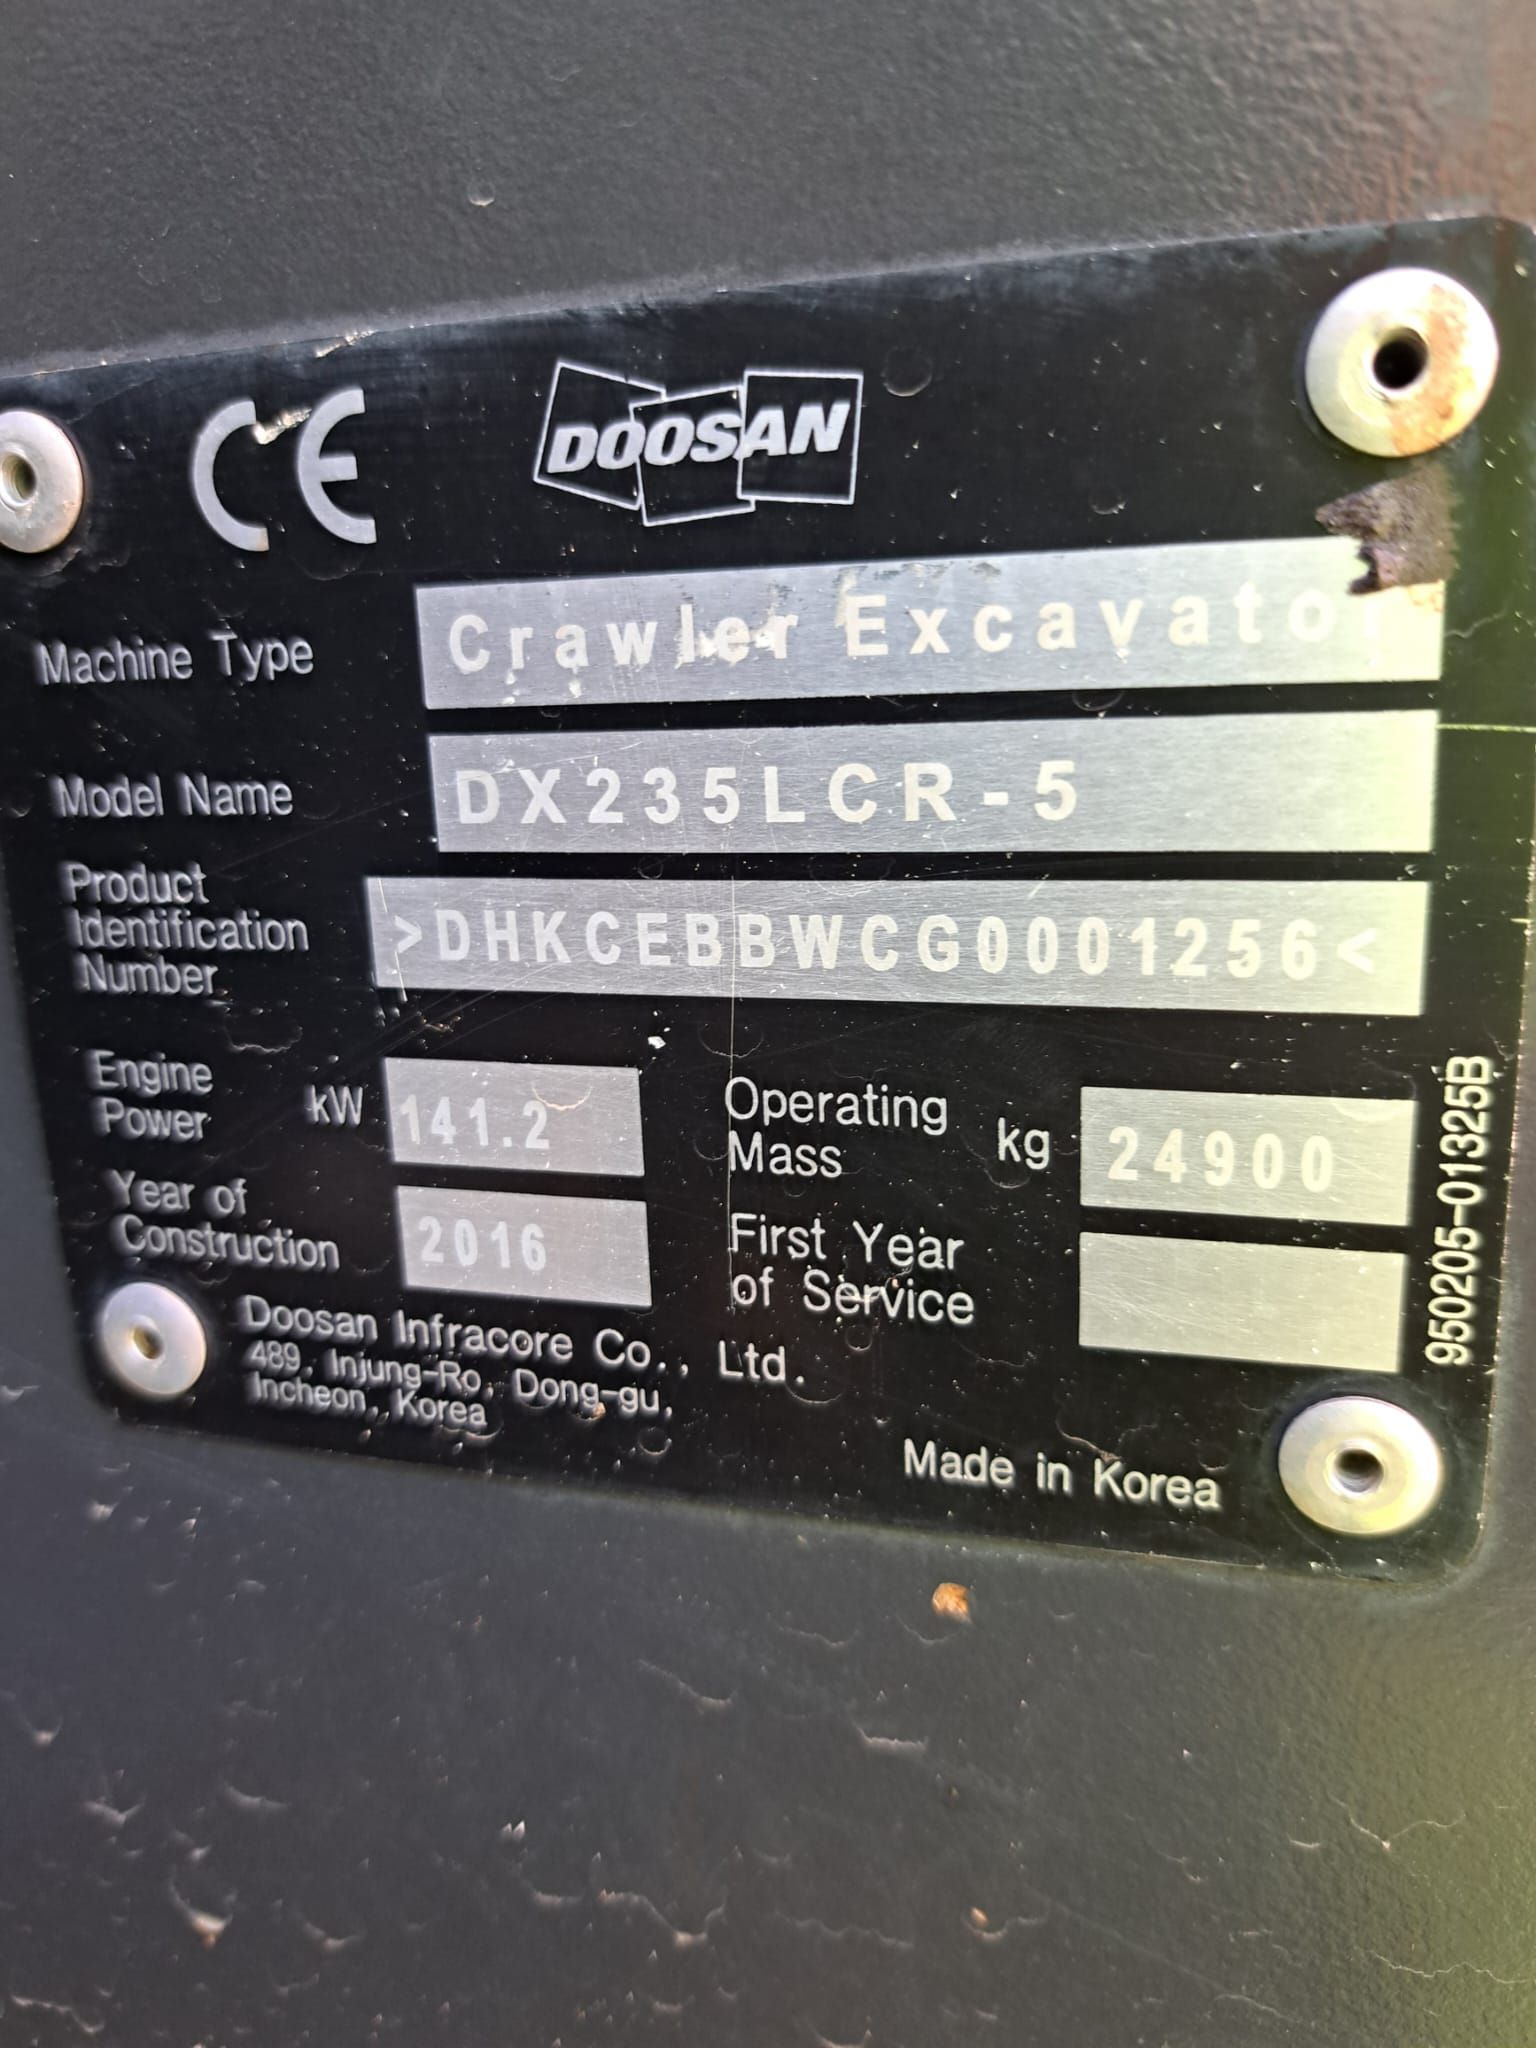 CE
DOOSAN
Machine Type Crawler Excavator
Model Name DX235LCR-5
Product
Identification
Number >DHKCEBBWCG0001256<
Engine
Power kW 141.2
Operating
Mass kg 24900
Year of
Construction 2016
First Year
of Service
Doosan Infracore Co., Ltd.
489, Injung-Ro, Dong-gu,
Incheon, Korea
Made in Korea
950205-01325B